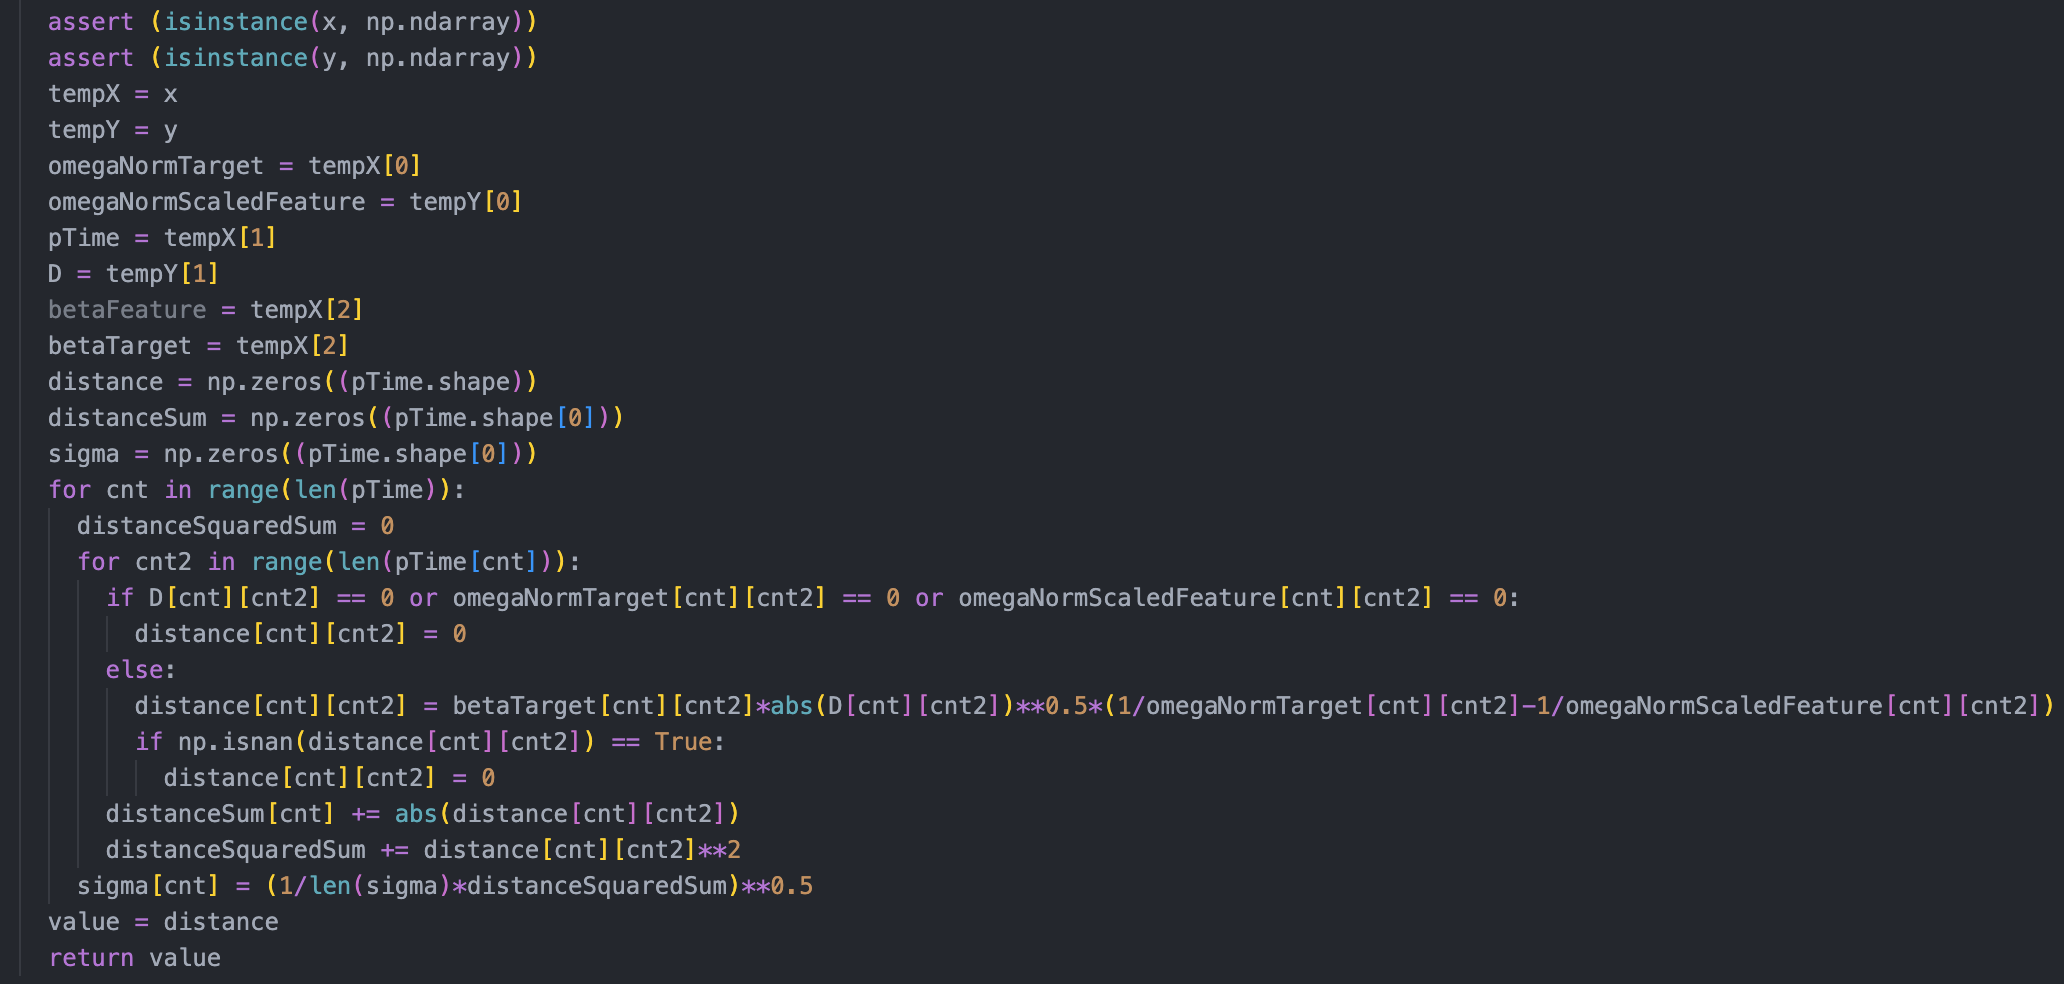 assert (isinstance(x, np.ndarray))
assert (isinstance(y, np.ndarray))
tempX = x
tempY = y
omegaNormTarget = tempX[0]
omegaNormScaledFeature = tempY[0]
pTime = tempX[1]
D = tempY[1]
betaFeature = tempX[2]
betaTarget = tempX[2]
distance = np.zeros((pTime.shape))
distanceSum = np.zeros((pTime.shape[0]))
sigma = np.zeros((pTime.shape[0]))
for cnt in range(len(pTime)):
  distanceSquaredSum = 0
  for cnt2 in range(len(pTime[cnt])):
    if D[cnt][cnt2] == 0 or omegaNormTarget[cnt][cnt2] == 0 or omegaNormScaledFeature[cnt][cnt2] == 0:
      distance[cnt][cnt2] = 0
    else:
      distance[cnt][cnt2] = betaTarget[cnt][cnt2]*abs(D[cnt][cnt2])**0.5*(1/omegaNormTarget[cnt][cnt2]-1/omegaNormScaledFeature[cnt][cnt2])
      if np.isnan(distance[cnt][cnt2]) == True:
        distance[cnt][cnt2] = 0
    distanceSum[cnt] += abs(distance[cnt][cnt2])
    distanceSquaredSum += distance[cnt][cnt2]**2
  sigma[cnt] = (1/len(sigma)*distanceSquaredSum)**0.5
value = distance
return value